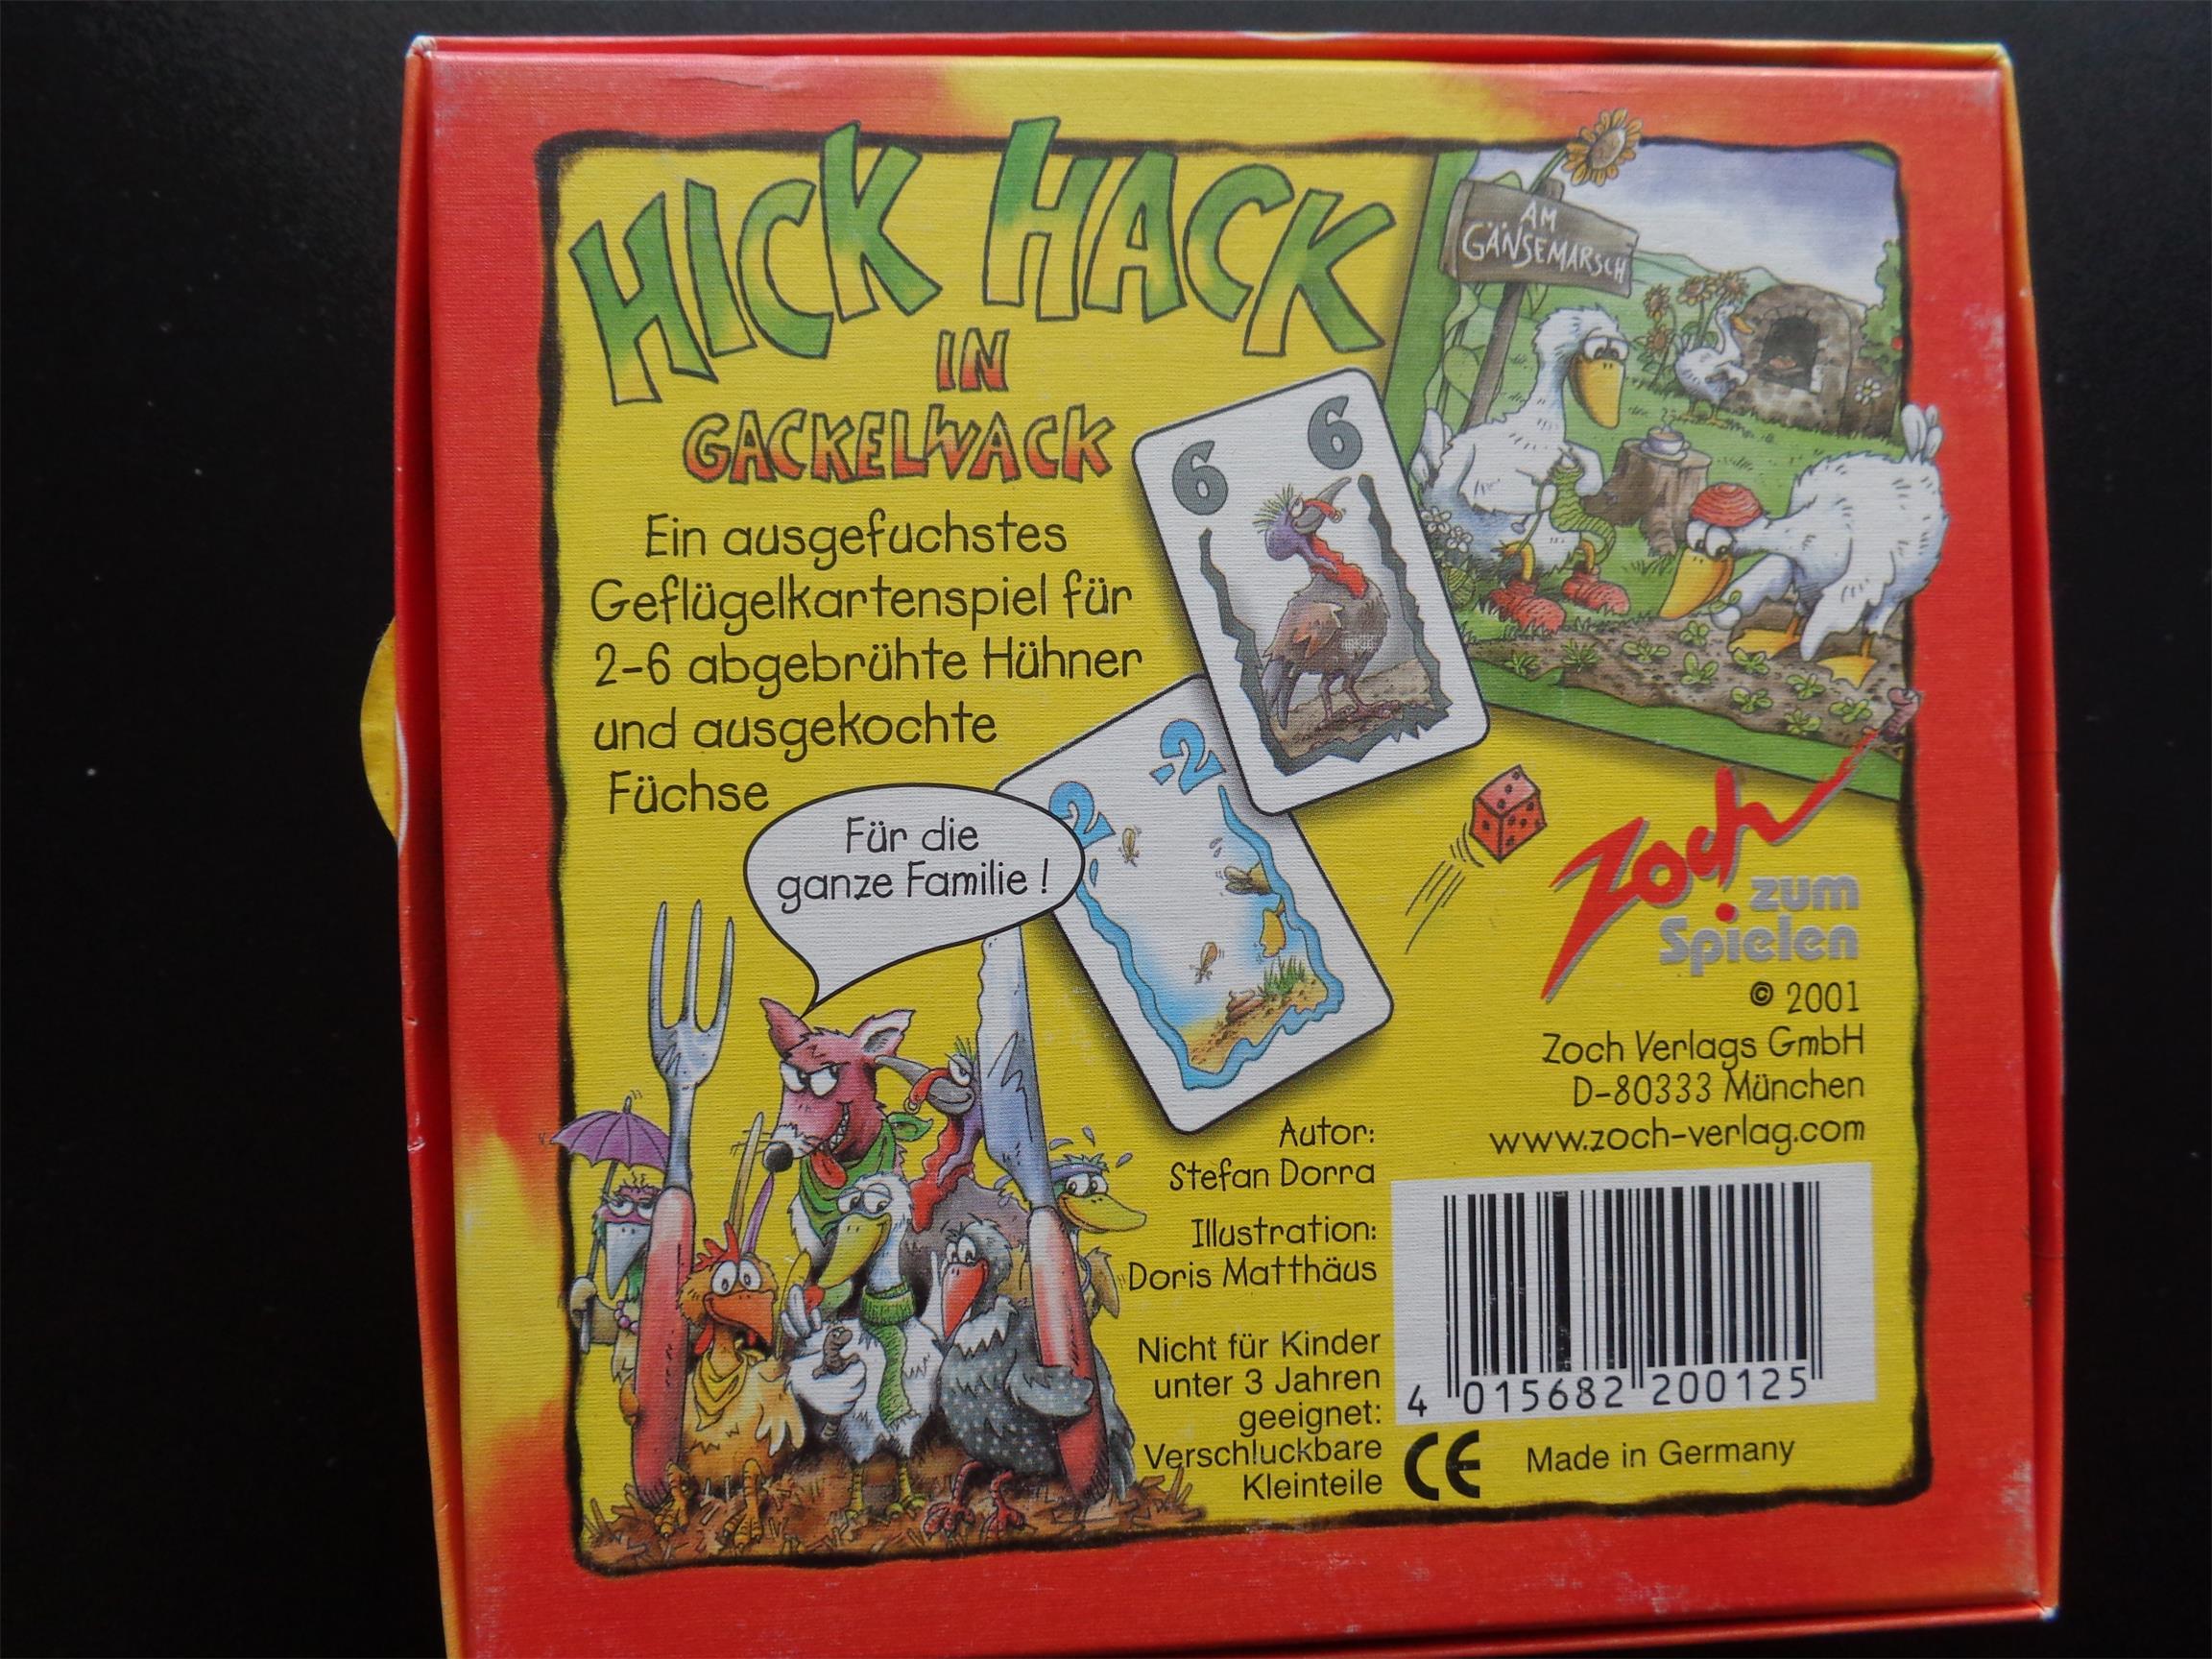 HICK HACK
IN
GACKELWACK
Ein ausgefuchstes
Geflügelkartenspiel für
2-6 abgebrühte Hühner
und ausgekochte
Füchse
Für die
ganze Familie !
AM
GÄNSEMARSCH
6 6
-2
2-
Zoch
zum
Spielen
© 2001
Zoch Verlags GmbH
D-80333 München
www.zoch-verlag.com
Autor:
Stefan Dorra
Illustration:
Doris Matthäus
Nicht für Kinder
unter 3 Jahren
geeignet:
Verschluckbare
Kleinteile
4 015682 200125
CE Made in Germany